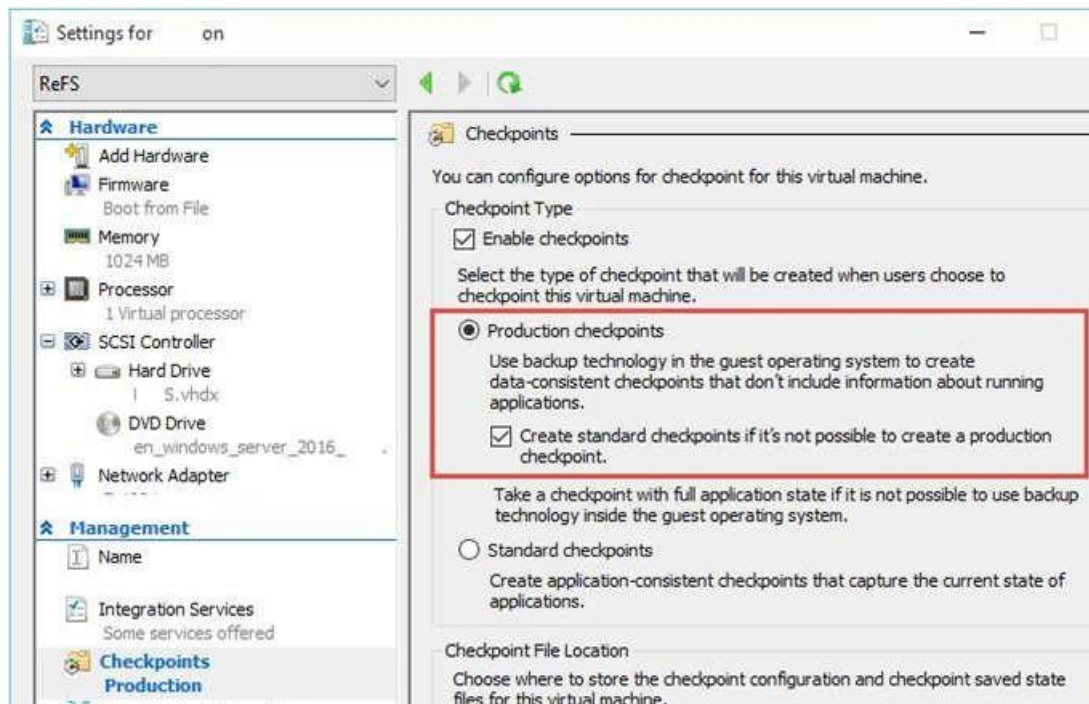 Settings for on
ReFS
Hardware
Add Hardware
Firmware
Boot from File
Memory
1024 MB
Processor
1 Virtual processor
SCSI Controller
Hard Drive
S.vhdx
DVD Drive
en_windows_server_2016_
Network Adapter
Management
Name
Integration Services
Some services offered
Checkpoints
Production
Checkpoints
You can configure options for checkpoint for this virtual machine.
Checkpoint Type
Enable checkpoints
Select the type of checkpoint that will be created when users choose to
checkpoint this virtual machine.
Production checkpoints
Use backup technology in the guest operating system to create
data-consistent checkpoints that don't include information about running
applications.
Create standard checkpoints if it's not possible to create a production
checkpoint.
Take a checkpoint with full application state if it is not possible to use backup
technology inside the guest operating system.
Standard checkpoints
Create application-consistent checkpoints that capture the current state of
applications.
Checkpoint File Location
Choose where to store the checkpoint configuration and checkpoint saved state
files for this virtual machine.